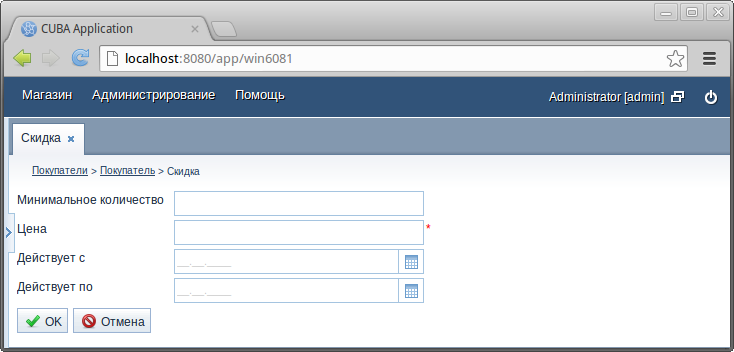 CUBA Application
localhost:8080/app/win6081
Магазин Администрирование Помощь Administrator [admin]
Скидка
Покупатели > Покупатель > Скидка
Минимальное количество
Цена *
Действует с __.__.____
Действует по __.__.____
OK Отмена